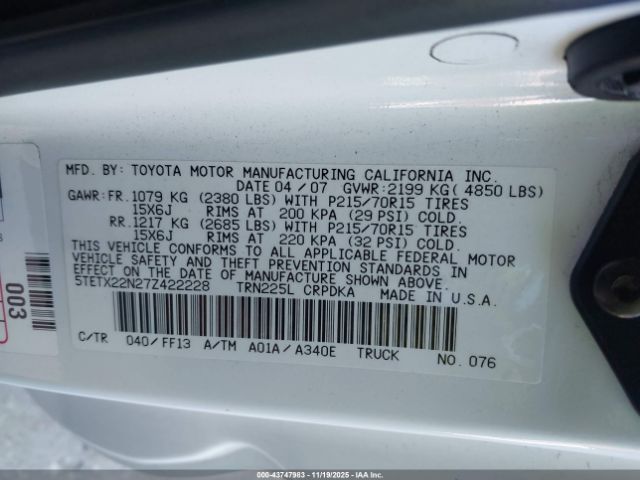 MFD. BY: TOYOTA MOTOR MANUFACTURING CALIFORNIA INC.
DATE 04 / 07 GVWR: 2199 KG( 4850 LBS)
GAWR: FR. 1079 KG (2380 LBS) WITH P215/70R15 TIRES
15X6J RIMS AT 200 KPA (29 PSI) COLD.
RR. 1217 KG (2685 LBS) WITH P215/70R15 TIRES
15X6J RIMS AT 220 KPA (32 PSI) COLD.
THIS VEHICLE CONFORMS TO ALL APPLICABLE FEDERAL MOTOR
VEHICLE SAFETY AND THEFT PREVENTION STANDARDS IN
EFFECT ON THE DATE OF MANUFACTURE SHOWN ABOVE.
5TETX22N27Z422228 TRN225L CRPDKA MADE IN U.S.A.
C/TR 040/FF13 A/TM A01A/A340E TRUCK NO. 076
003
00-43747983 - 11/19/2025 - COPYRIGHT IAA